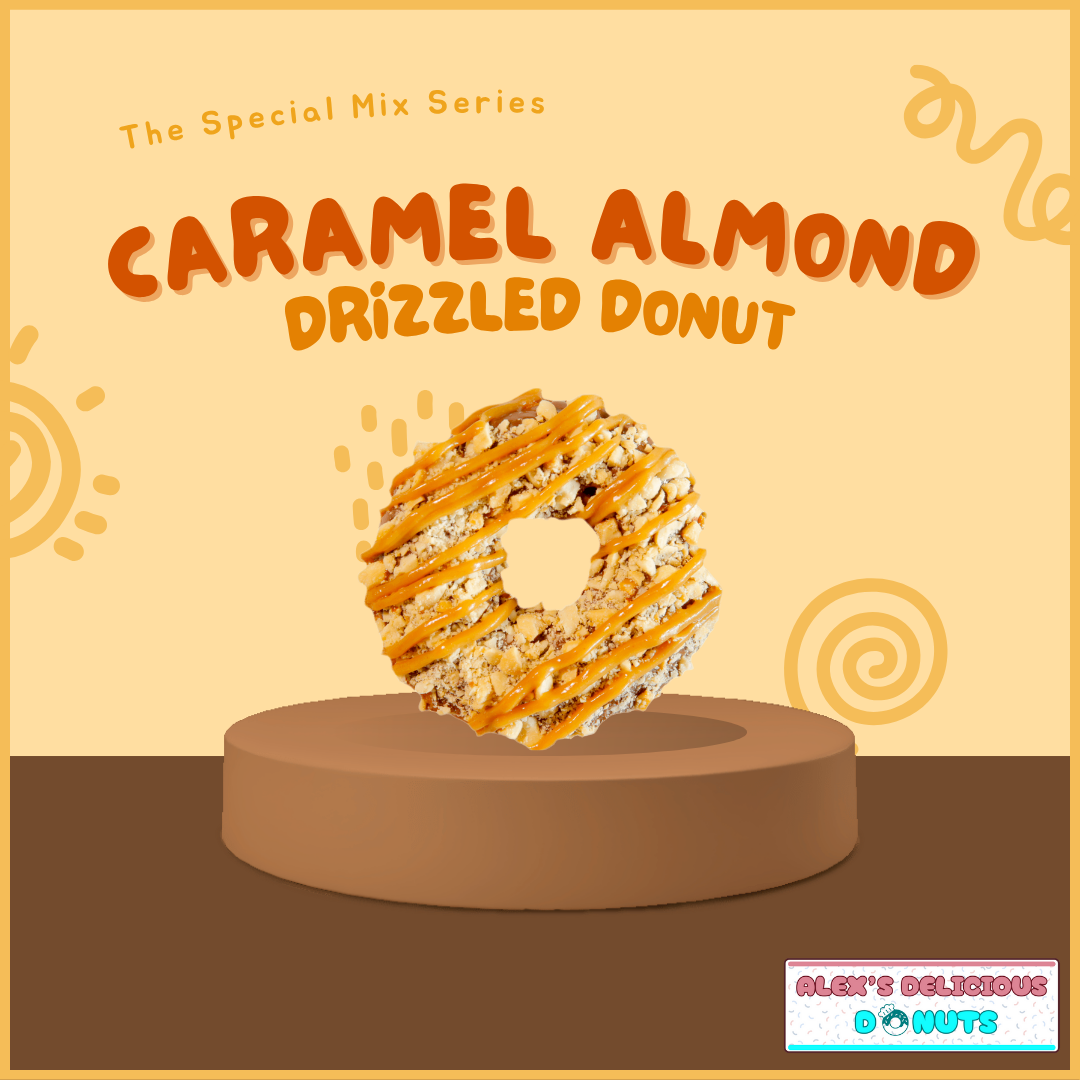 The Special Mix Series
CARAMEL ALMOND
DRiZZLED DONUT
ALEX'S DELICIOUS
DONUTS